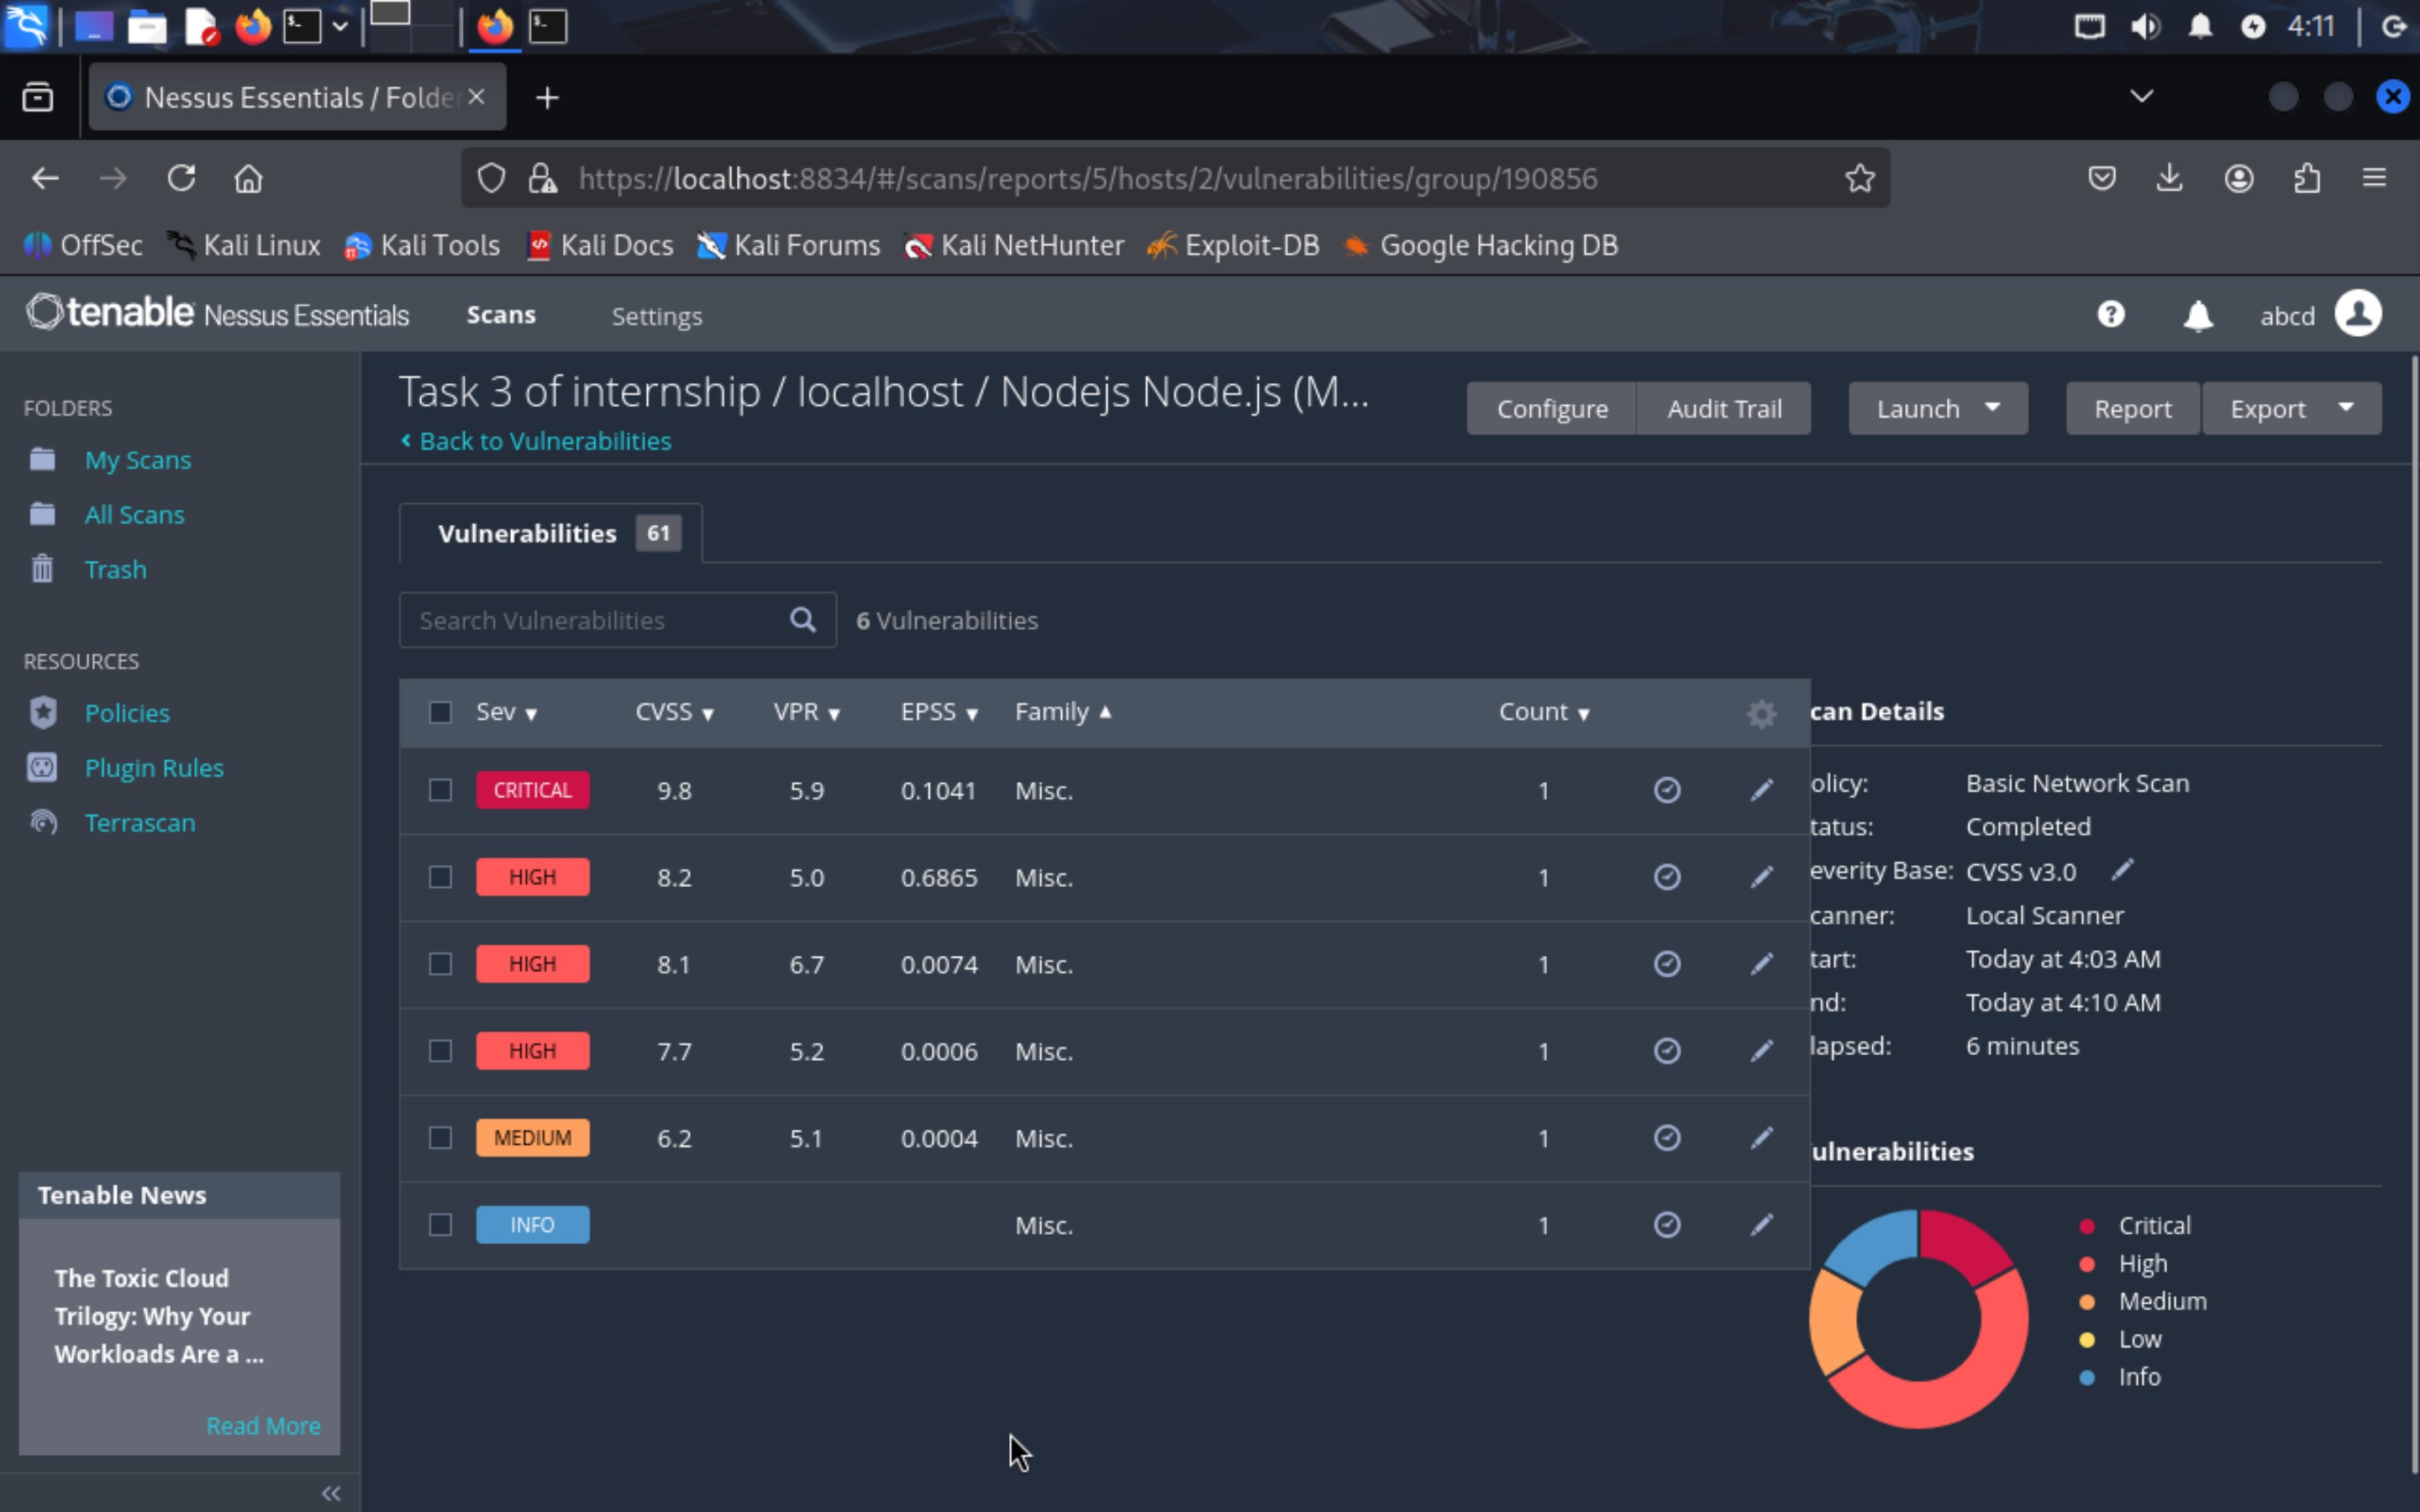 4:11
Nessus Essentials / Folde
https://localhost:8834/#/scans/reports/5/hosts/2/vulnerabilities/group/190856
OffSec Kali Linux Kali Tools Kali Docs Kali Forums Kali NetHunter Exploit-DB Google Hacking DB
tenable Nessus Essentials Scans Settings abcd
FOLDERS
My Scans
All Scans
Trash
RESOURCES
Policies
Plugin Rules
Terrascan
Tenable News
The Toxic Cloud
Trilogy: Why Your
Workloads Are a ...
Read More
Task 3 of internship / localhost / Nodejs Node.js (M...
Back to Vulnerabilities
Configure Audit Trail Launch Report Export
Vulnerabilities 61
Search Vulnerabilities 6 Vulnerabilities
Sev CVSS VPR EPSS Family Count
CRITICAL 9.8 5.9 0.1041 Misc. 1
HIGH 8.2 5.0 0.6865 Misc. 1
HIGH 8.1 6.7 0.0074 Misc. 1
HIGH 7.7 5.2 0.0006 Misc. 1
MEDIUM 6.2 5.1 0.0004 Misc. 1
INFO Misc. 1
can Details
olicy: Basic Network Scan
tatus: Completed
everity Base: CVSS v3.0
canner: Local Scanner
tart: Today at 4:03 AM
nd: Today at 4:10 AM
lapsed: 6 minutes
ulnerabilities
Critical
High
Medium
Low
Info